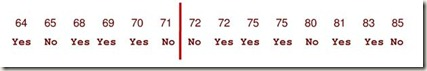 64 65 68 69 70 71 72 72 75 75 80 81 83 85
Yes No Yes Yes Yes No No Yes Yes Yes No Yes Yes No